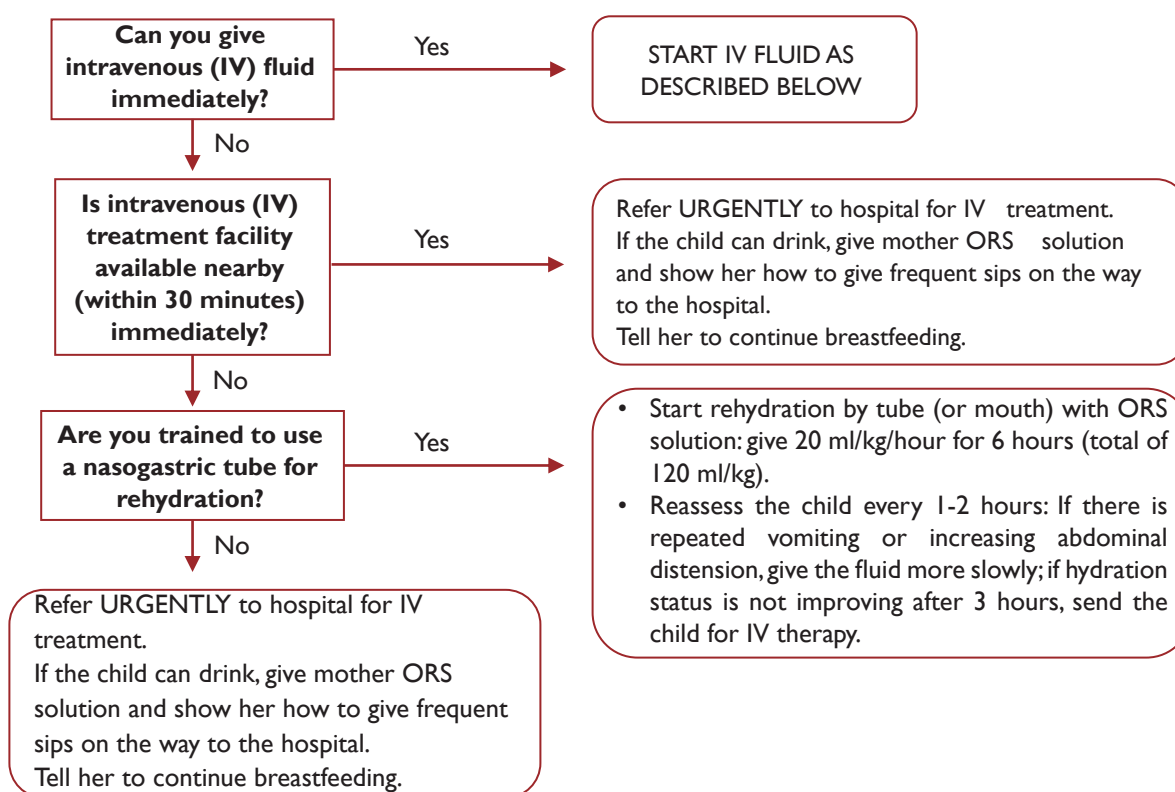 Can you give
intravenous (IV) fluid
immediately?
Yes
START IV FLUID AS
DESCRIBED BELOW
No
Is intravenous (IV)
treatment facility
available nearby
(within 30 minutes)
immediately?
Yes
Refer URGENTLY to hospital for IV treatment.
If the child can drink, give mother ORS solution
and show her how to give frequent sips on the way
to the hospital.
Tell her to continue breastfeeding.
No
Are you trained to use
a nasogastric tube for
rehydration?
Yes
• Start rehydration by tube (or mouth) with ORS
solution: give 20 ml/kg/hour for 6 hours (total of
120 ml/kg).
• Reassess the child every 1-2 hours: If there is
repeated vomiting or increasing abdominal
distension, give the fluid more slowly; if hydration
status is not improving after 3 hours, send the
child for IV therapy.
No
Refer URGENTLY to hospital for IV
treatment.
If the child can drink, give mother ORS
solution and show her how to give frequent
sips on the way to the hospital.
Tell her to continue breastfeeding.